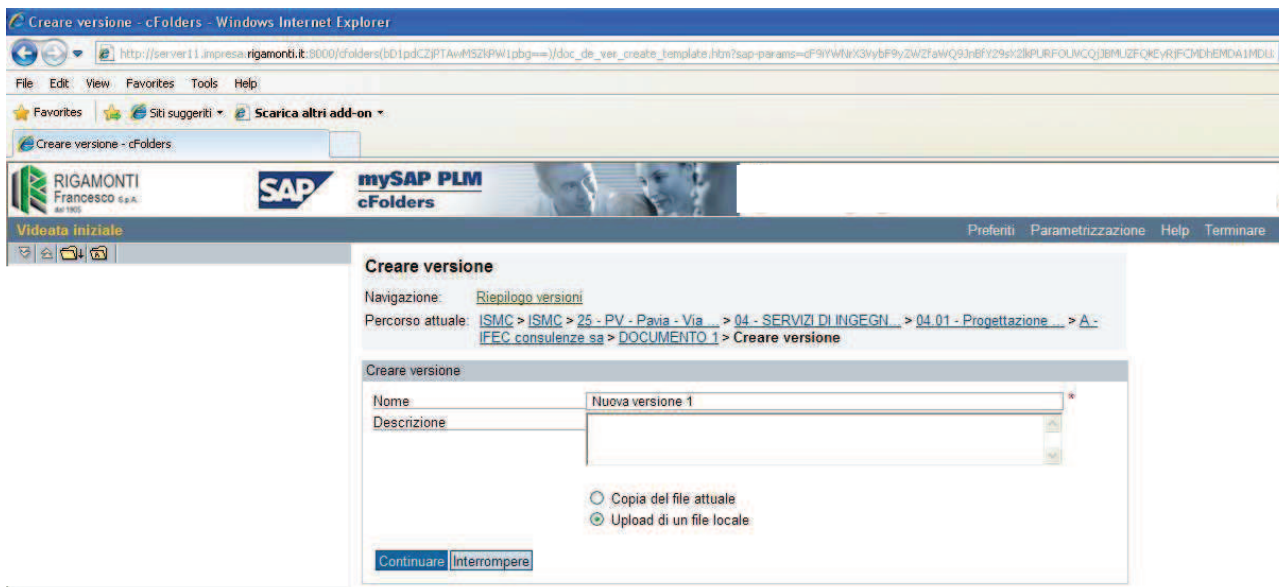 Creare versione - cFolders - Windows Internet Explorer
File Edit View Favorites Tools Help
Favorites Siti suggeriti Scarica altri add-on
Creare versione - cFolders
RIGAMONTI
Francesco S.p.A.
dal 1905
SAP
mySAP PLM
cFolders
Videata iniziale Preferiti Parametrizzazione Help Terminare
Creare versione
Navigazione: Riepilogo versioni
Percorso attuale: ISMC > ISMC > 25 - PV - Pavia - Via ... > 04 - SERVIZI DI INGEGN... > 04.01 - Progettazione ... > A -
IFEC consulenze sa > DOCUMENTO 1 > Creare versione
Creare versione
Nome Nuova versione 1 *
Descrizione
Copia del file attuale
Upload di un file locale
Continuare Interrompere